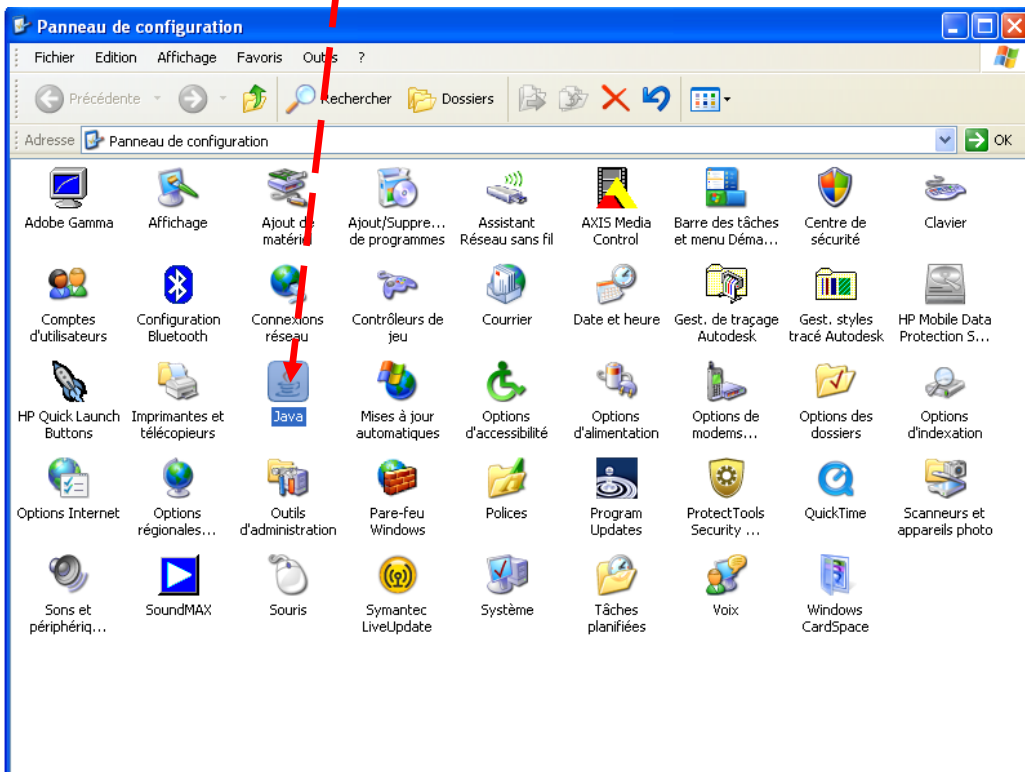 Panneau de configuration
Fichier Edition Affichage Favoris Outils ?
Précédente Rechercher Dossiers
Adresse Panneau de configuration OK
Adobe Gamma
Affichage
Ajout de
matériel
Ajout/Suppre...
de programmes
Assistant
Réseau sans fil
AXIS Media
Control
Barre des tâches
et menu Déma...
Centre de
sécurité
Clavier
Comptes
d'utilisateurs
Configuration
Bluetooth
Connexions
réseau
Contrôleurs de
jeu
Courrier
Date et heure
Gest. de traçage
Autodesk
Gest. styles
tracé Autodesk
HP Mobile Data
Protection S...
HP Quick Launch
Buttons
Imprimantes et
télécopieurs
Java
Mises à jour
automatiques
Options
d'accessibilité
Options
d'alimentation
Options de
modems...
Options des
dossiers
Options
d'indexation
Options Internet
Options
régionales...
Outils
d'administration
Pare-feu
Windows
Polices
Program
Updates
ProtectTools
Security ...
QuickTime
Scanneurs et
appareils photo
Sons et
périphériq...
SoundMAX
Souris
Symantec
LiveUpdate
Système
Tâches
planifiées
Voix
Windows
CardSpace